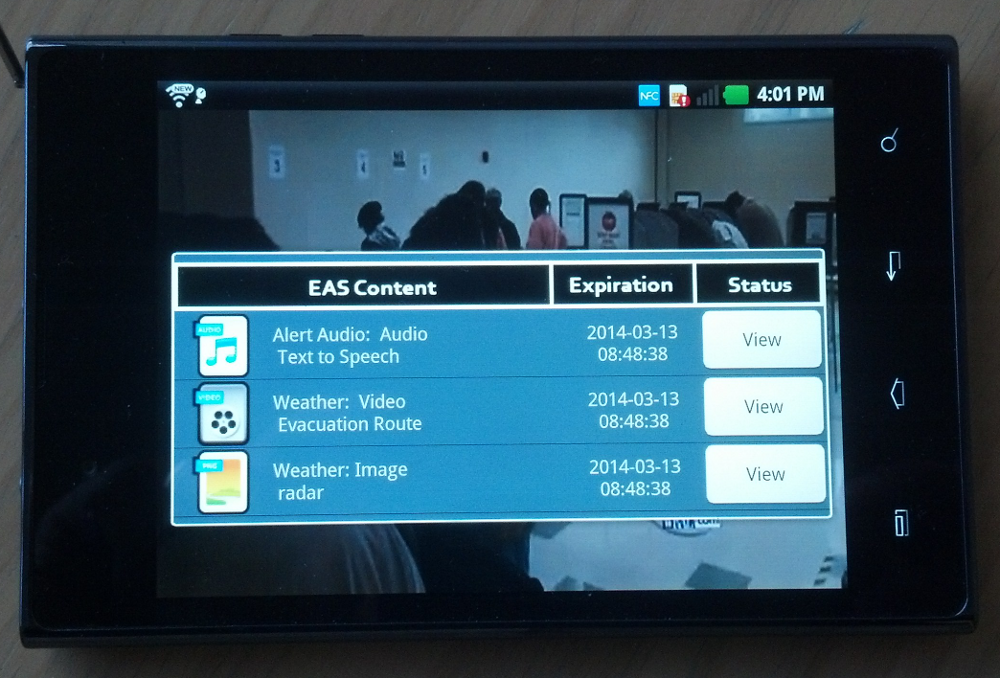 NEW
NFC
4:01 PM
3
4
EAS Content Expiration Status
AUDIO
Alert Audio: Audio
Text to Speech
2014-03-13
08:48:38
View
VIDEO
Weather: Video
Evacuation Route
2014-03-13
08:48:38
View
PNG
Weather: Image
radar
2014-03-13
08:48:38
View